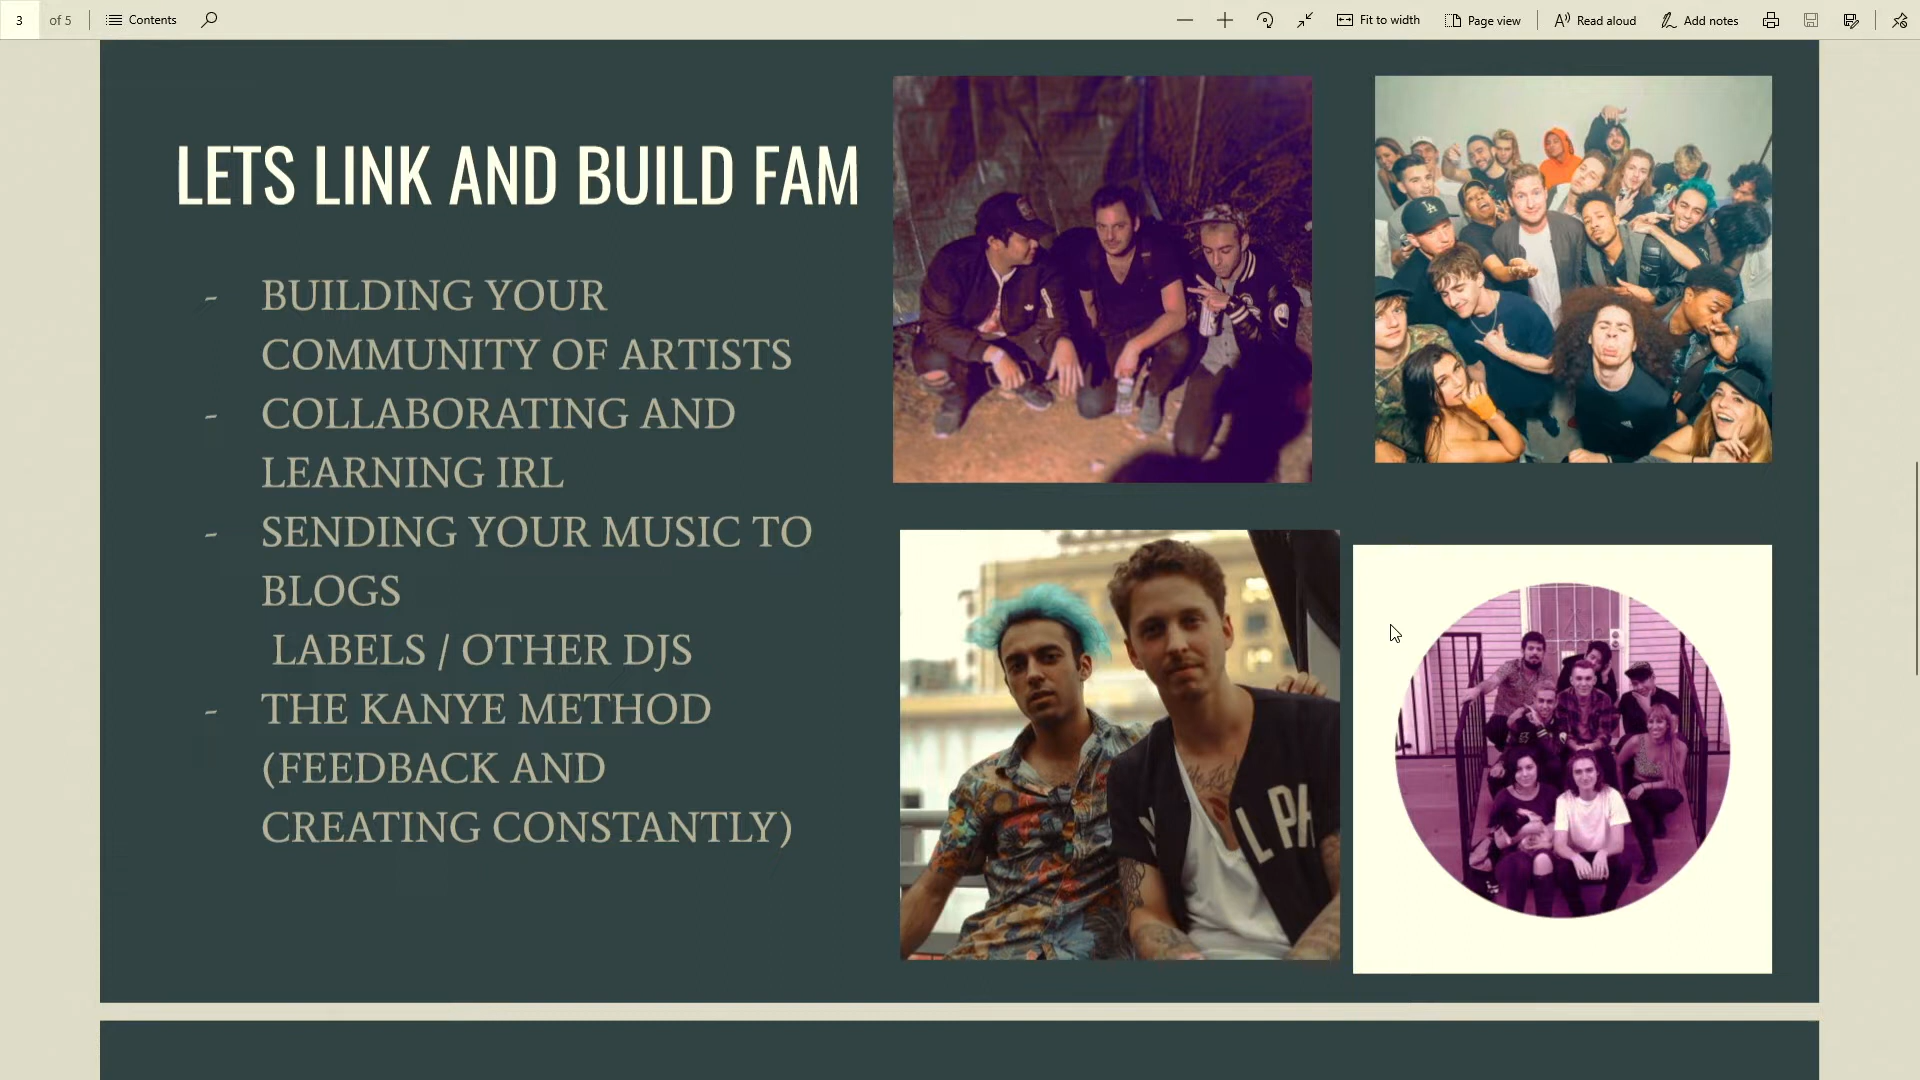 3 of 5 Contents Fit to width Page view Read aloud Add notes
LETS LINK AND BUILD FAM
- BUILDING YOUR
COMMUNITY OF ARTISTS
- COLLABORATING AND
LEARNING IRL
- SENDING YOUR MUSIC TO
BLOGS
LABELS / OTHER DJS
- THE KANYE METHOD
(FEEDBACK AND
CREATING CONSTANTLY)